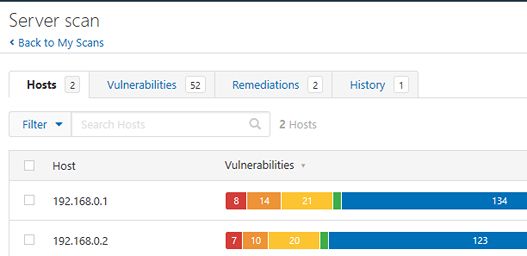 Server scan
Back to My Scans
Hosts 2 Vulnerabilities 52 Remediations 2 History 1
Filter Search Hosts 2 Hosts
Host Vulnerabilities
192.168.0.1 8 14 21 134
192.168.0.2 7 10 20 123